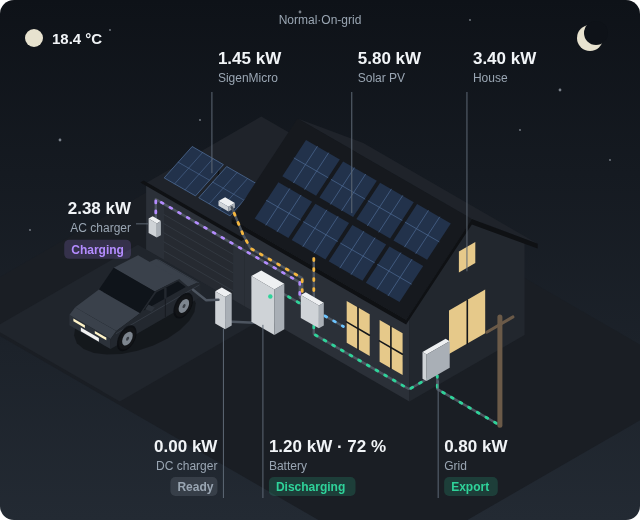 Normal·On-grid
18.4 °C
1.45 kW
SigenMicro
5.80 kW
Solar PV
3.40 kW
House
2.38 kW
AC charger
Charging
0.00 kW
DC charger
Ready
1.20 kW · 72 %
Battery
Discharging
0.80 kW
Grid
Export